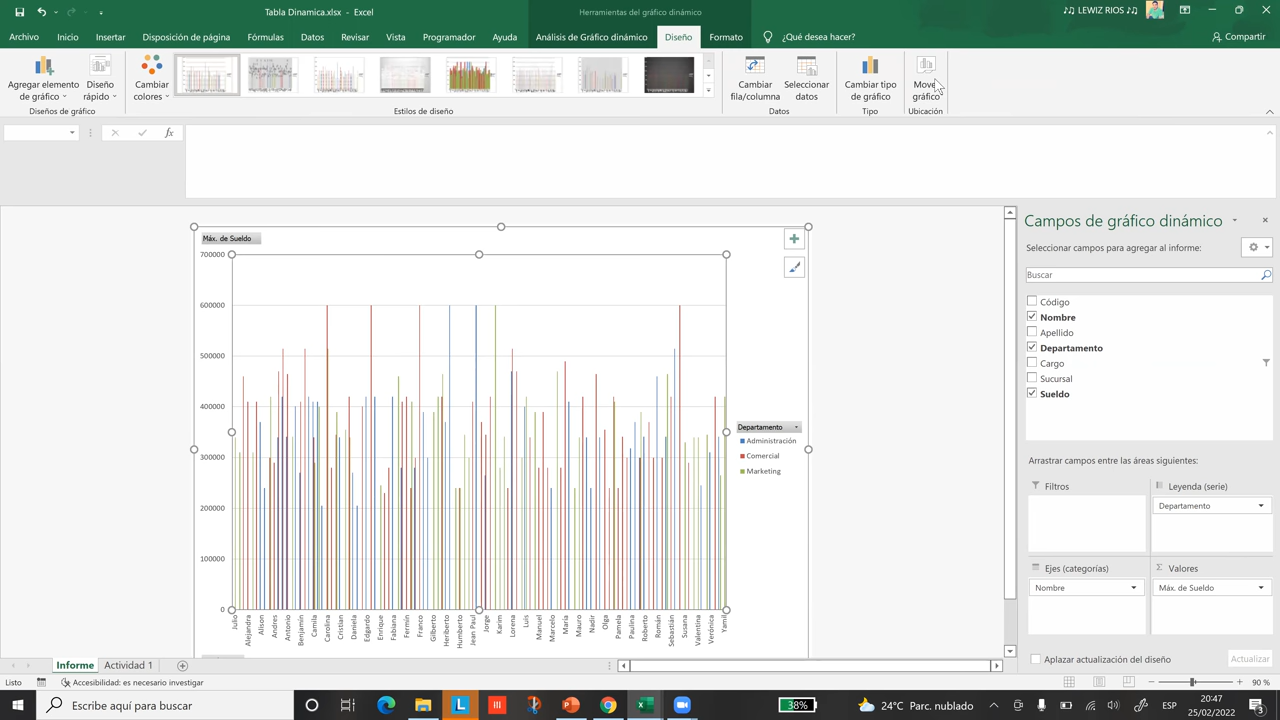 Tabla Dinamica.xlsx - Excel
Herramientas del gráfico dinámico
LEWIZ RIOS
Archivo Inicio Insertar Disposición de página Fórmulas Datos Revisar Vista Programador Ayuda Análisis de Gráfico dinámico Diseño Formato ¿Qué desea hacer? Compartir
Agregar elemento de gráfico
Diseño rápido
Cambiar colores
Cambiar fila/columna
Seleccionar datos
Cambiar tipo de gráfico
Mover gráfico
Diseños de gráfico Estilos de diseño Datos Tipo Ubicación
fx
Máx. de Sueldo
700000
600000
500000
400000
300000
200000
100000
0
Julio Alejandra Alison Andres Antonio Benjamín Camila Carolina Cristian Daniela Edgardo Enrique Fabiana Fermín Franco Gilberto Heriberto Humberto Jean Paul Jorge Karim Lorena Luis Manuel Marcelo María Mauro Nadir Olga Pamela Paulina Roberto Román Sebastián Susana Valentina Verónica Yamil
Departamento
Administración
Comercial
Marketing
Campos de gráfico dinámico
Seleccionar campos para agregar al informe:
Buscar
Código
Nombre
Apellido
Departamento
Cargo
Sucursal
Sueldo
Arrastrar campos entre las áreas siguientes:
Filtros
Leyenda (serie)
Departamento
Ejes (categorías)
Valores
Nombre
Máx. de Sueldo
Aplazar actualización del diseño
Actualizar
Informe Actividad 1
Listo Accesibilidad: es necesario investigar
90 %
Escribe aquí para buscar
38%
24°C Parc. nublado
ESP
20:47
25/02/2022
3